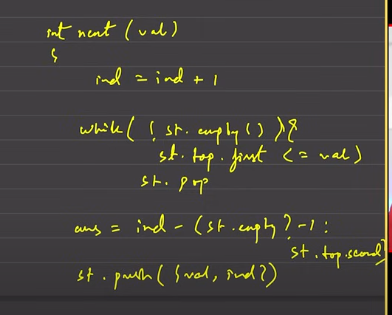 int next (val)
{
ind = ind + 1
while( ! st.empty() ) &
st.top.first <= val)
st.pop
ans = ind - (st.empty ? -1 :
st.top.second)
st.push( {val, ind})